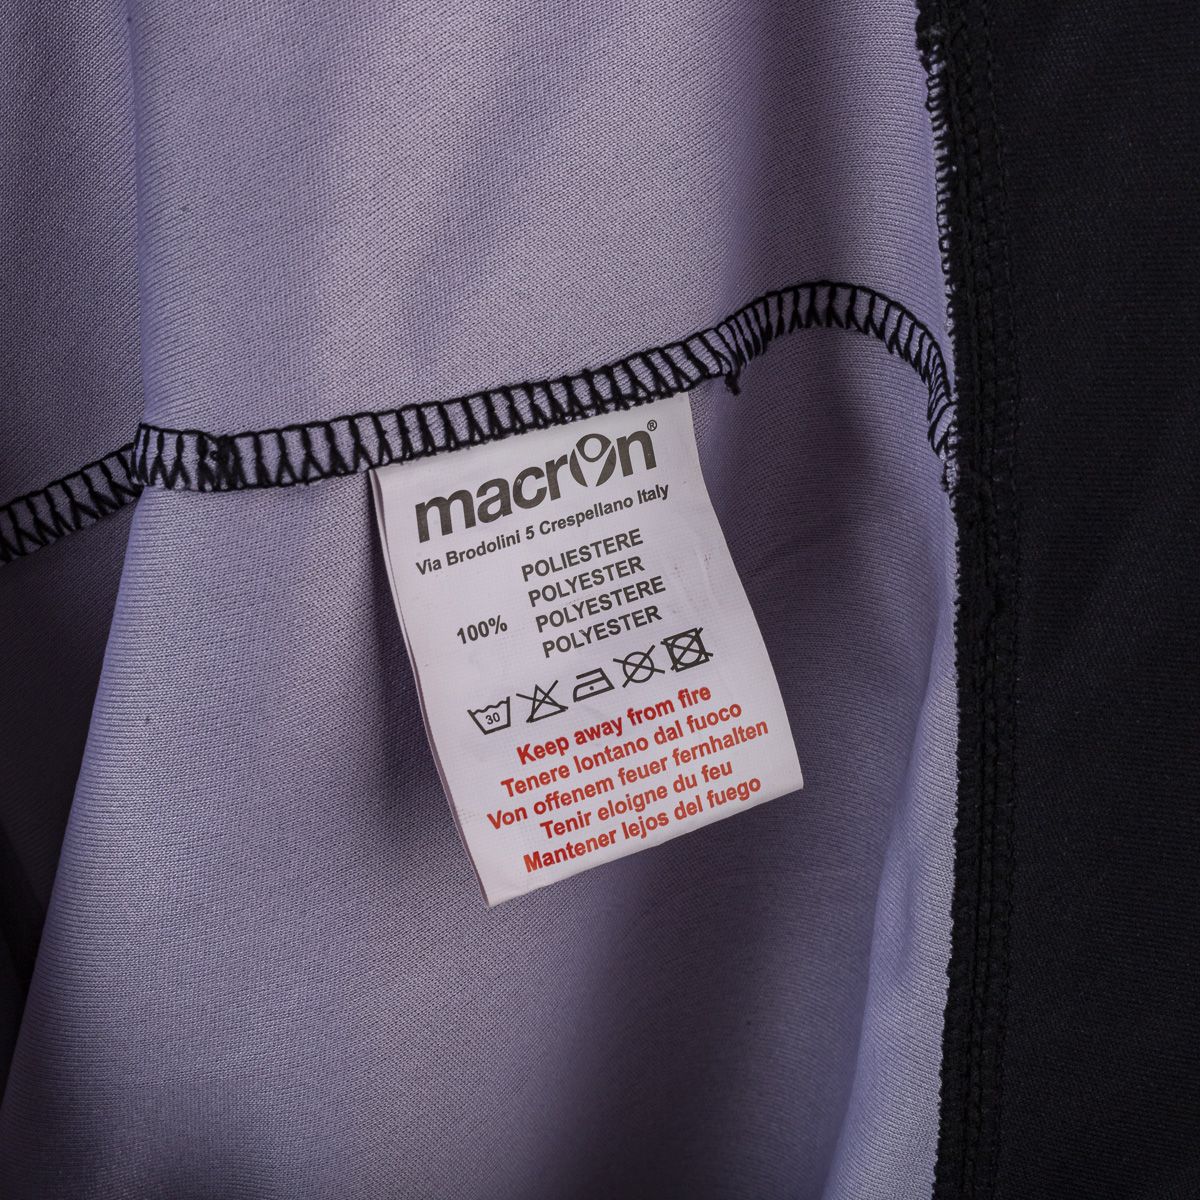 macron®
Via Brodolini 5 Crespellano Italy
POLIESTERE
POLYESTER
100% POLYESTERE
POLYESTER
30
Keep away from fire
Tenere lontano dal fuoco
Von offenem feuer fernhalten
Tenir eloigne du feu
Mantener lejos del fuego